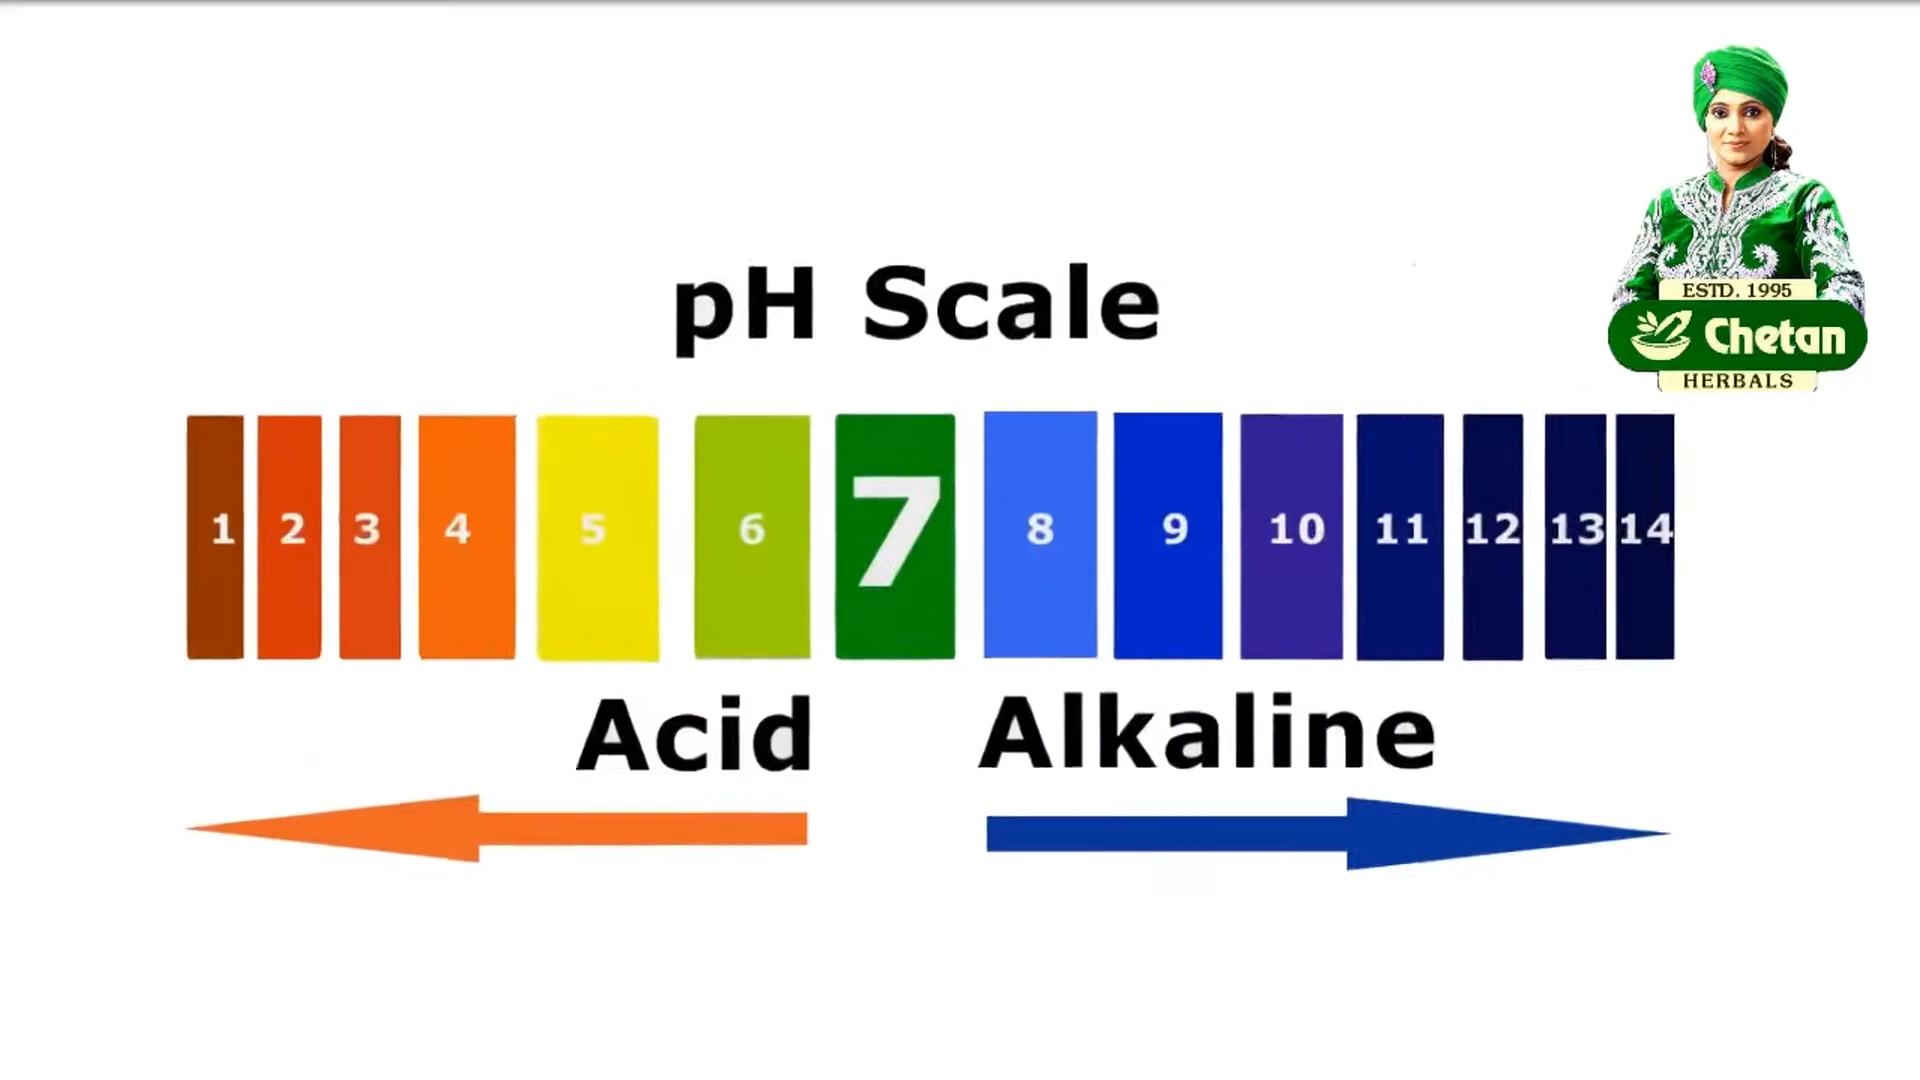 pH Scale
ESTD. 1995
Chetan
HERBALS
1 2 3 4 5 6 7 8 9 10 11 12 13 14
Acid Alkaline